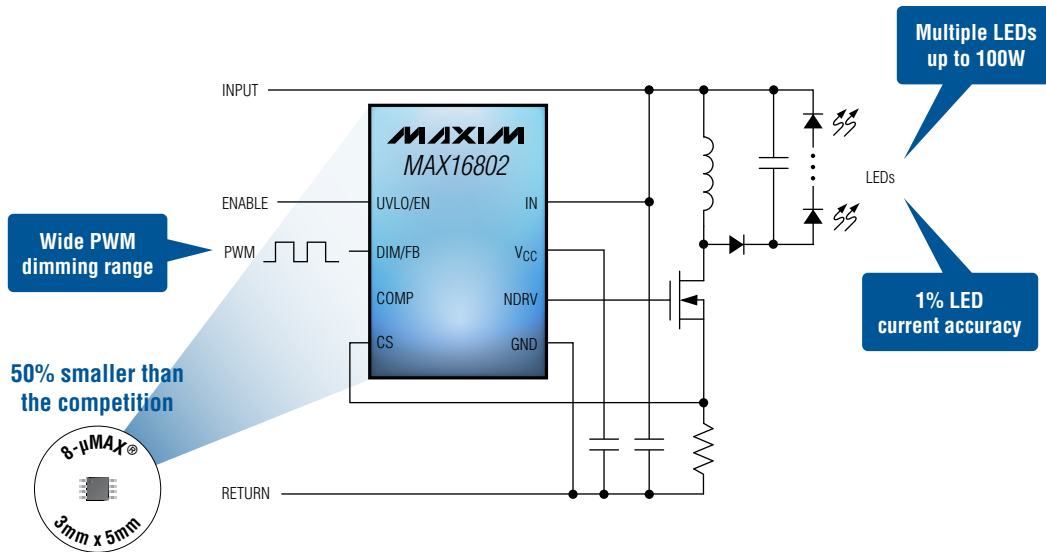 Multiple LEDs
up to 100W
INPUT
MAXIM
MAX16802
LEDs
ENABLE
UVLO/EN
IN
Wide PWM
dimming range
PWM
DIM/FB
VCC
COMP
NDRV
1% LED
current accuracy
CS
GND
50% smaller than
the competition
8-µMAX®
3mm x 5mm
RETURN